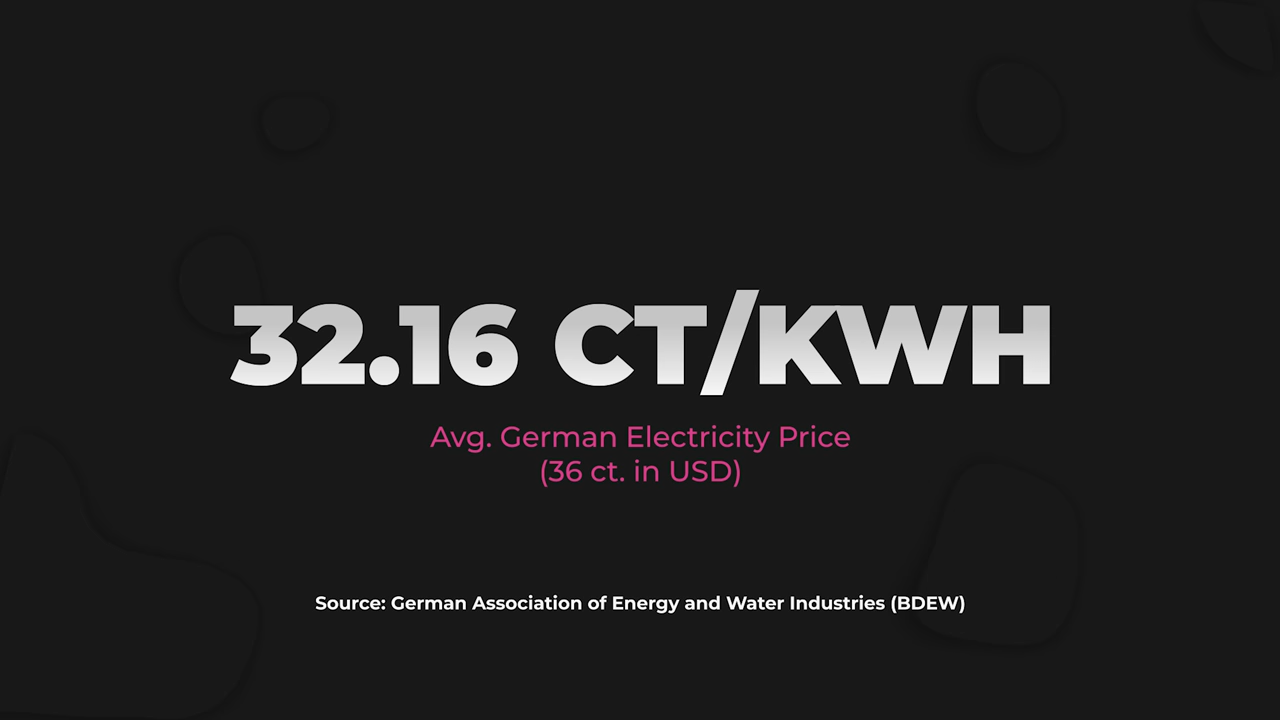 32.16 CT/KWH
Avg. German Electricity Price
(36 ct. in USD)
Source: German Association of Energy and Water Industries (BDEW)